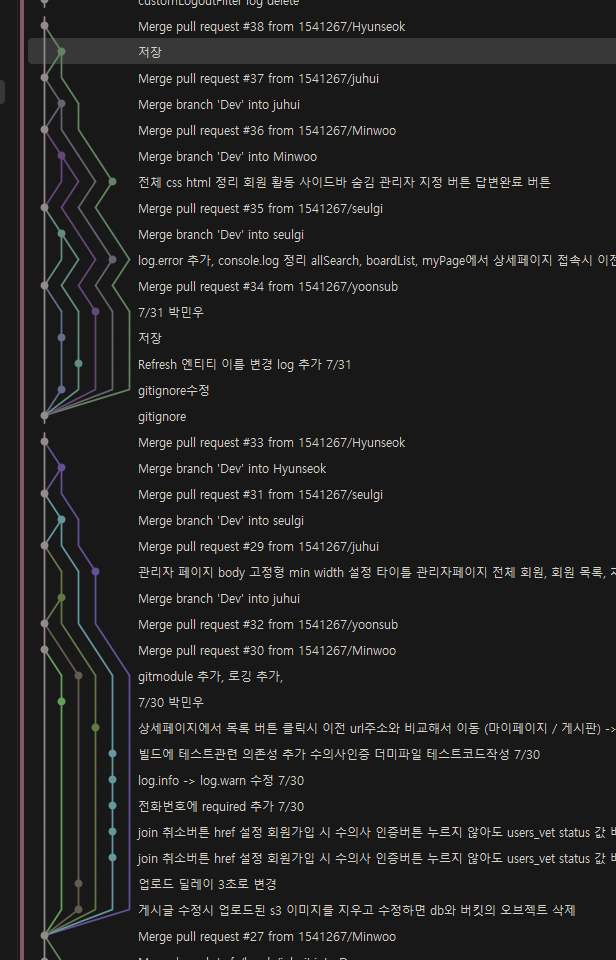 customLogoutFilter log delete
Merge pull request #38 from 1541267/Hyunseok
저장
Merge pull request #37 from 1541267/juhui
Merge branch 'Dev' into juhui
Merge pull request #36 from 1541267/Minwoo
Merge branch 'Dev' into Minwoo
전체 css html 정리 회원 활동 사이드바 숨김 관리자 지정 버튼 답변완료 버튼
Merge pull request #35 from 1541267/seulgi
Merge branch 'Dev' into seulgi
log.error 추가, console.log 정리 allSearch, boardList, myPage에서 상세페이지 접속시 이전
Merge pull request #34 from 1541267/yoonsub
7/31 박민우
저장
Refresh 엔티티 이름 변경 log 추가 7/31
gitignore수정
gitignore
Merge pull request #33 from 1541267/Hyunseok
Merge branch 'Dev' into Hyunseok
Merge pull request #31 from 1541267/seulgi
Merge branch 'Dev' into seulgi
Merge pull request #29 from 1541267/juhui
관리자 페이지 body 고정형 min width 설정 타이틀 관리자페이지 전체 회원, 회원 목록,
Merge branch 'Dev' into juhui
Merge pull request #32 from 1541267/yoonsub
Merge pull request #30 from 1541267/Minwoo
gitmodule 추가, 로깅 추가,
7/30 박민우
상세페이지에서 목록 버튼 클릭시 이전 url주소와 비교해서 이동 (마이페이지 / 게시판) ->
빌드에 테스트관련 의존성 추가 수의사인증 더미파일 테스트코드작성 7/30
log.info -> log.warn 수정 7/30
전화번호에 required 추가 7/30
join 취소버튼 href 설정 회원가입 시 수의사 인증버튼 누르지 않아도 users_vet status 값
join 취소버튼 href 설정 회원가입 시 수의사 인증버튼 누르지 않아도 users_vet status 값
업로드 딜레이 3초로 변경
게시글 수정시 업로드된 s3 이미지를 지우고 수정하면 db와 버킷의 오브젝트 삭제
Merge pull request #27 from 1541267/Minwoo